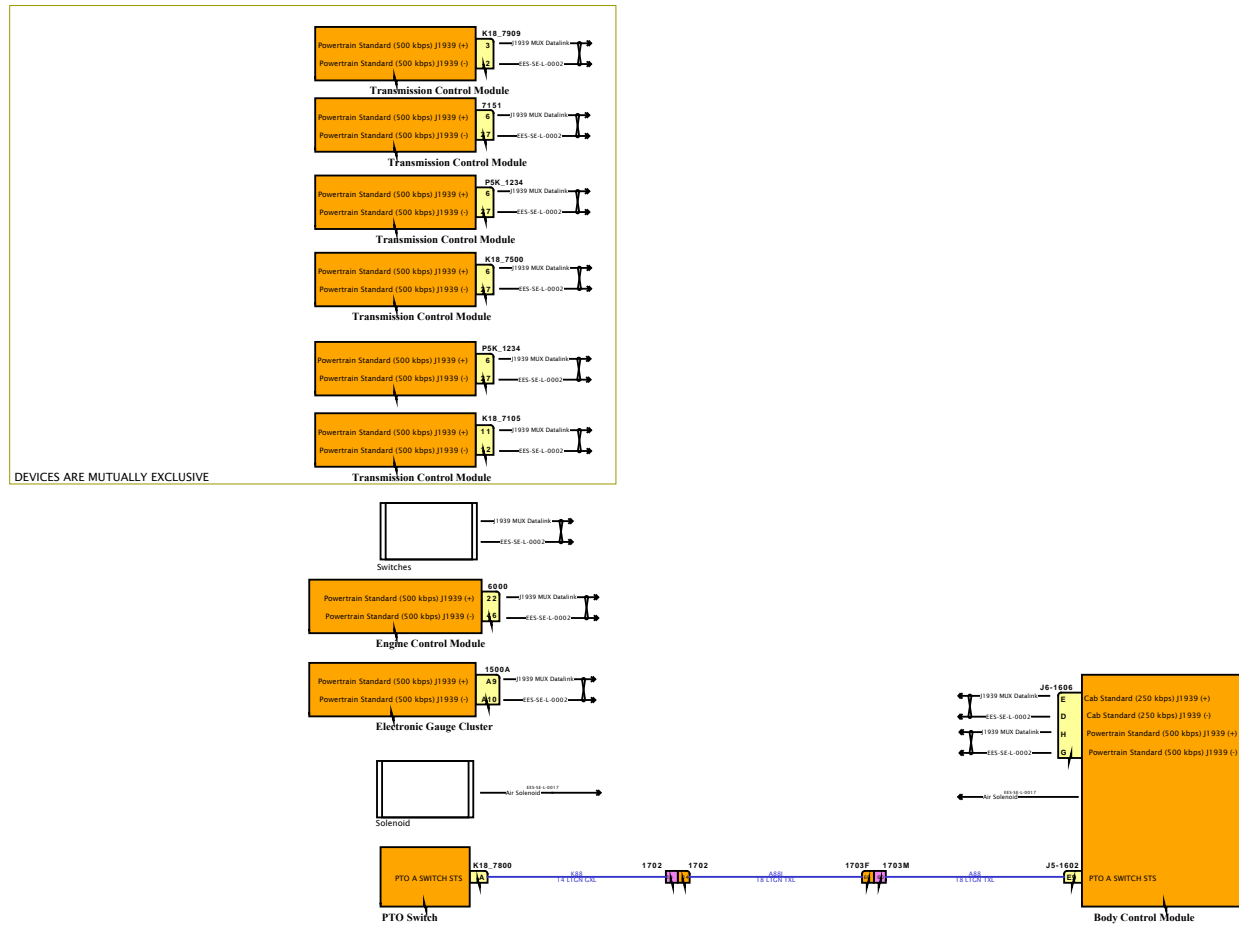 K18_7909
Powertrain Standard (500 kbps) J1939 (+)
3
J1939 MUX Datalink
Powertrain Standard (500 kbps) J1939 (-)
2
EES-SE-L-0002
Transmission Control Module
7151
Powertrain Standard (500 kbps) J1939 (+)
6
J1939 MUX Datalink
Powertrain Standard (500 kbps) J1939 (-)
27
EES-SE-L-0002
Transmission Control Module
P5K_1234
Powertrain Standard (500 kbps) J1939 (+)
6
J1939 MUX Datalink
Powertrain Standard (500 kbps) J1939 (-)
27
EES-SE-L-0002
Transmission Control Module
K18_7500
Powertrain Standard (500 kbps) J1939 (+)
6
J1939 MUX Datalink
Powertrain Standard (500 kbps) J1939 (-)
27
EES-SE-L-0002
Transmission Control Module
P5K_1234
Powertrain Standard (500 kbps) J1939 (+)
6
J1939 MUX Datalink
Powertrain Standard (500 kbps) J1939 (-)
27
EES-SE-L-0002
K18_7105
Powertrain Standard (500 kbps) J1939 (+)
11
J1939 MUX Datalink
Powertrain Standard (500 kbps) J1939 (-)
EES-SE-L-0002
DEVICES ARE MUTUALLY EXCLUSIVE
Transmission Control Module
J1939 MUX Datalink
EES-SE-L-0002
Switches
6000
Powertrain Standard (500 kbps) J1939 (+)
22
J1939 MUX Datalink
Powertrain Standard (500 kbps) J1939 (-)
EES-SE-L-0002
Engine Control Module
1500A
Powertrain Standard (500 kbps) J1939 (+)
A9
J1939 MUX Datalink
Powertrain Standard (500 kbps) J1939 (-)
A10
EES-SE-L-0002
Electronic Gauge Cluster
J6-1606
J1939 MUX Datalink
E
Cab Standard (250 kbps) J1939 (+)
EES-SE-L-0002
D
Cab Standard (250 kbps) J1939 (-)
J1939 MUX Datalink
H
Powertrain Standard (500 kbps) J1939 (+)
EES-SE-L-0002
G
Powertrain Standard (500 kbps) J1939 (-)
EES-SE-L-0017
Air Solenoid
Solenoid
EES-SE-L-0017
Air Solenoid
K18_7800
1702
1702
1703F
1703M
J5-1602
PTO A SWITCH STS
A
K88
14 LTGN GXL
A88J
18 LTGN TXL
A88
18 LTGN TXL
E9
PTO A SWITCH STS
PTO Switch
Body Control Module